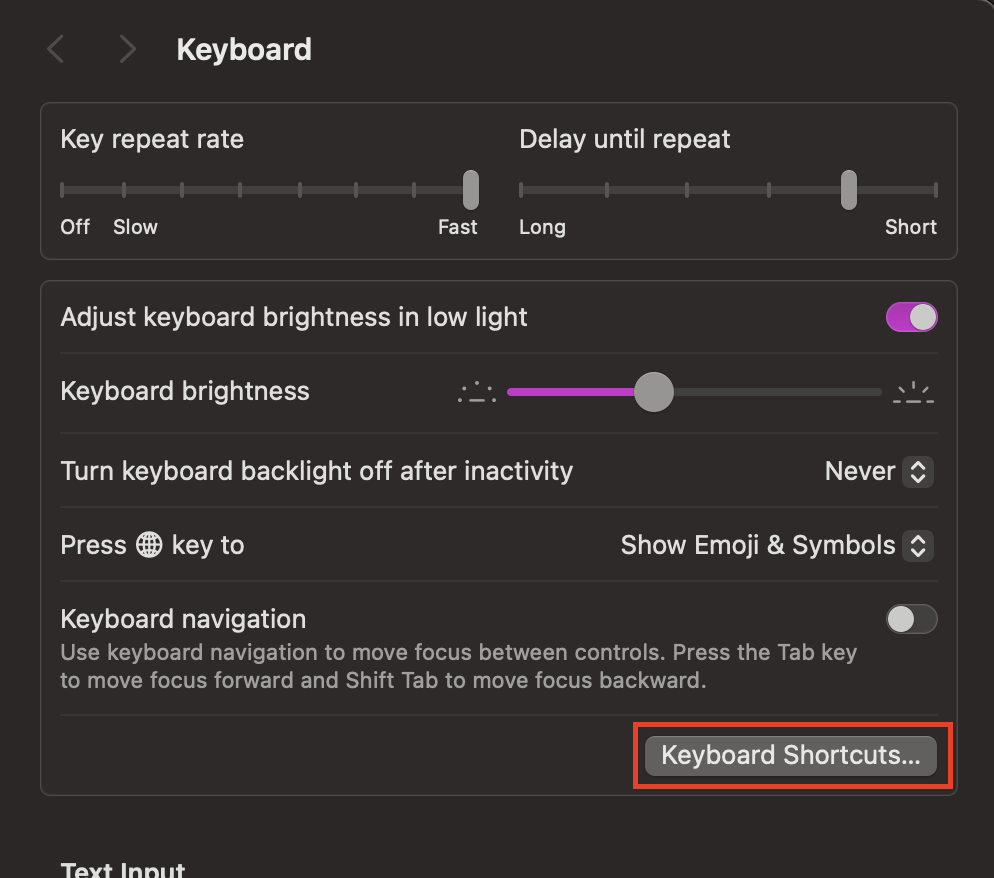 Keyboard
Key repeat rate
Delay until repeat
Off Slow Fast
Long Short
Adjust keyboard brightness in low light
Keyboard brightness
Turn keyboard backlight off after inactivity Never
Press key to Show Emoji & Symbols
Keyboard navigation
Use keyboard navigation to move focus between controls. Press the Tab key
to move focus forward and Shift Tab to move focus backward.
Keyboard Shortcuts...
Text Input